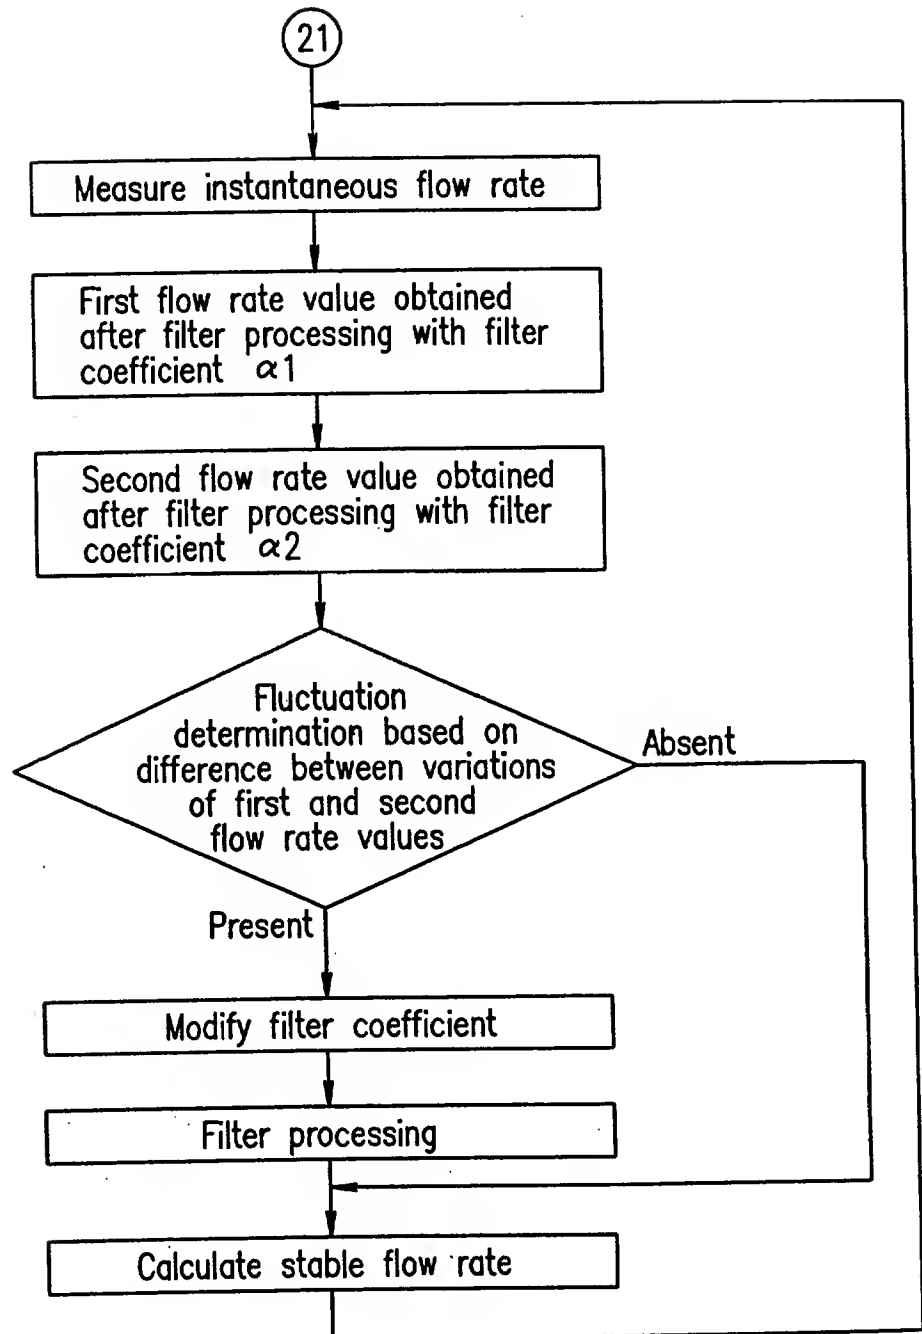 21
Measure instantaneous flow rate
First flow rate value obtained
after filter processing with filter
coefficient α1
Second flow rate value obtained
after filter processing with filter
coefficient α2
Fluctuation
determination based on
difference between variations
of first and second
flow rate values
Absent
Present
Modify filter coefficient
Filter processing
Calculate stable flow rate